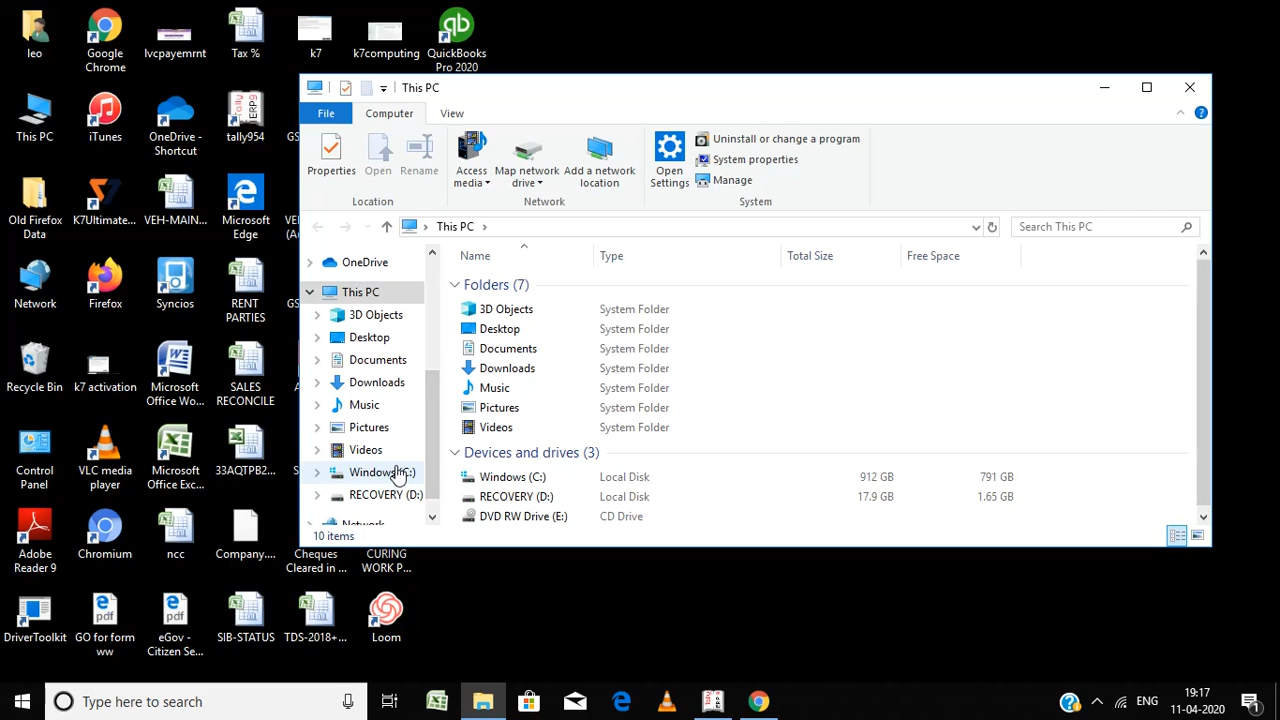 leo
Google
Chrome
lvcpayemrnt
Tax %
k7
k7computing
QuickBooks
Pro 2020
This PC
iTunes
OneDrive -
Shortcut
tally954
GS
Old Firefox
Data
K7Ultimate...
VEH-MAIN...
Microsoft
Edge
VEH
(Au
Network
Firefox
Syncios
RENT
PARTIES
GS
Recycle Bin
k7 activation
Microsoft
Office Wo...
SALES
RECONCILE
A
Control
Panel
VLC media
player
Microsoft
Office Exc...
33AQTPB2...
Adobe
Reader 9
Chromium
ncc
Company....
Cheques
Cleared in ...
CURING
WORK P...
DriverToolkit
GO for form
ww
eGov -
Citizen Se...
SIB-STATUS
TDS-2018+...
Loom
This PC
File
Computer
View
Properties
Open
Rename
Access
media
Map network
drive
Add a network
location
Open
Settings
Uninstall or change a program
System properties
Manage
Location
Network
System
This PC
Search This PC
OneDrive
This PC
3D Objects
Desktop
Documents
Downloads
Music
Pictures
Videos
Windows (C:)
RECOVERY (D:)
Network
Name Type Total Size Free Space
Folders (7)
3D Objects System Folder
Desktop System Folder
Documents System Folder
Downloads System Folder
Music System Folder
Pictures System Folder
Videos System Folder
Devices and drives (3)
Windows (C:) Local Disk 912 GB 791 GB
RECOVERY (D:) Local Disk 17.9 GB 1.65 GB
DVD RW Drive (E:) CD Drive
10 items
Type here to search
ENG
19:17
11-04-2020